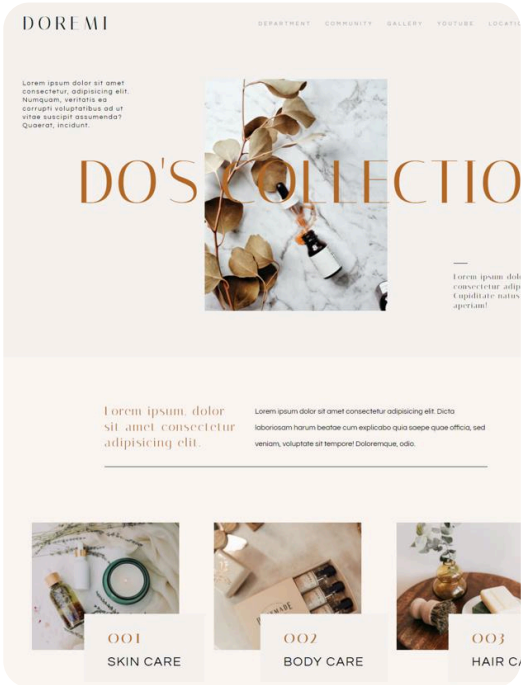 DOREMI
DEPARTMENT COMMUNITY GALLERY YOUTUBE LOCATIO
Lorem ipsum dolor sit amet
consectetur, adipisicing elit.
Numquam, veritatis ea
corrupti voluptatibus ad ut
vitae suscipit assumenda?
Quaerat, incidunt.
DO'S COLLECTIO
Lorem ipsum dolo
consectetur adip
Cupiditate natus
aperiam!
Lorem ipsum, dolor
sit amet consectetur
adipisicing elit.
Lorem ipsum dolor sit amet consectetur adipisicing elit. Dicta
laboriosam harum beatae cum explicabo quia saepe quae officia, sed
veniam, voluptate sit tempore! Doloremque, odio.
001
SKIN CARE
002
BODY CARE
003
HAIR CA